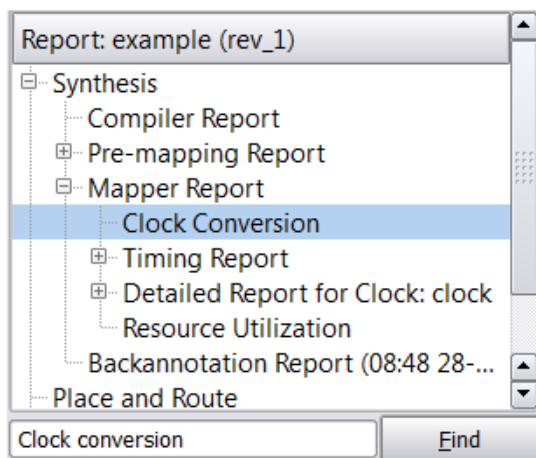 Report: example (rev_1)
Synthesis
Compiler Report
Pre-mapping Report
Mapper Report
Clock Conversion
Timing Report
Detailed Report for Clock: clock
Resource Utilization
Backannotation Report (08:48 28-...
Place and Route
Clock conversion Find